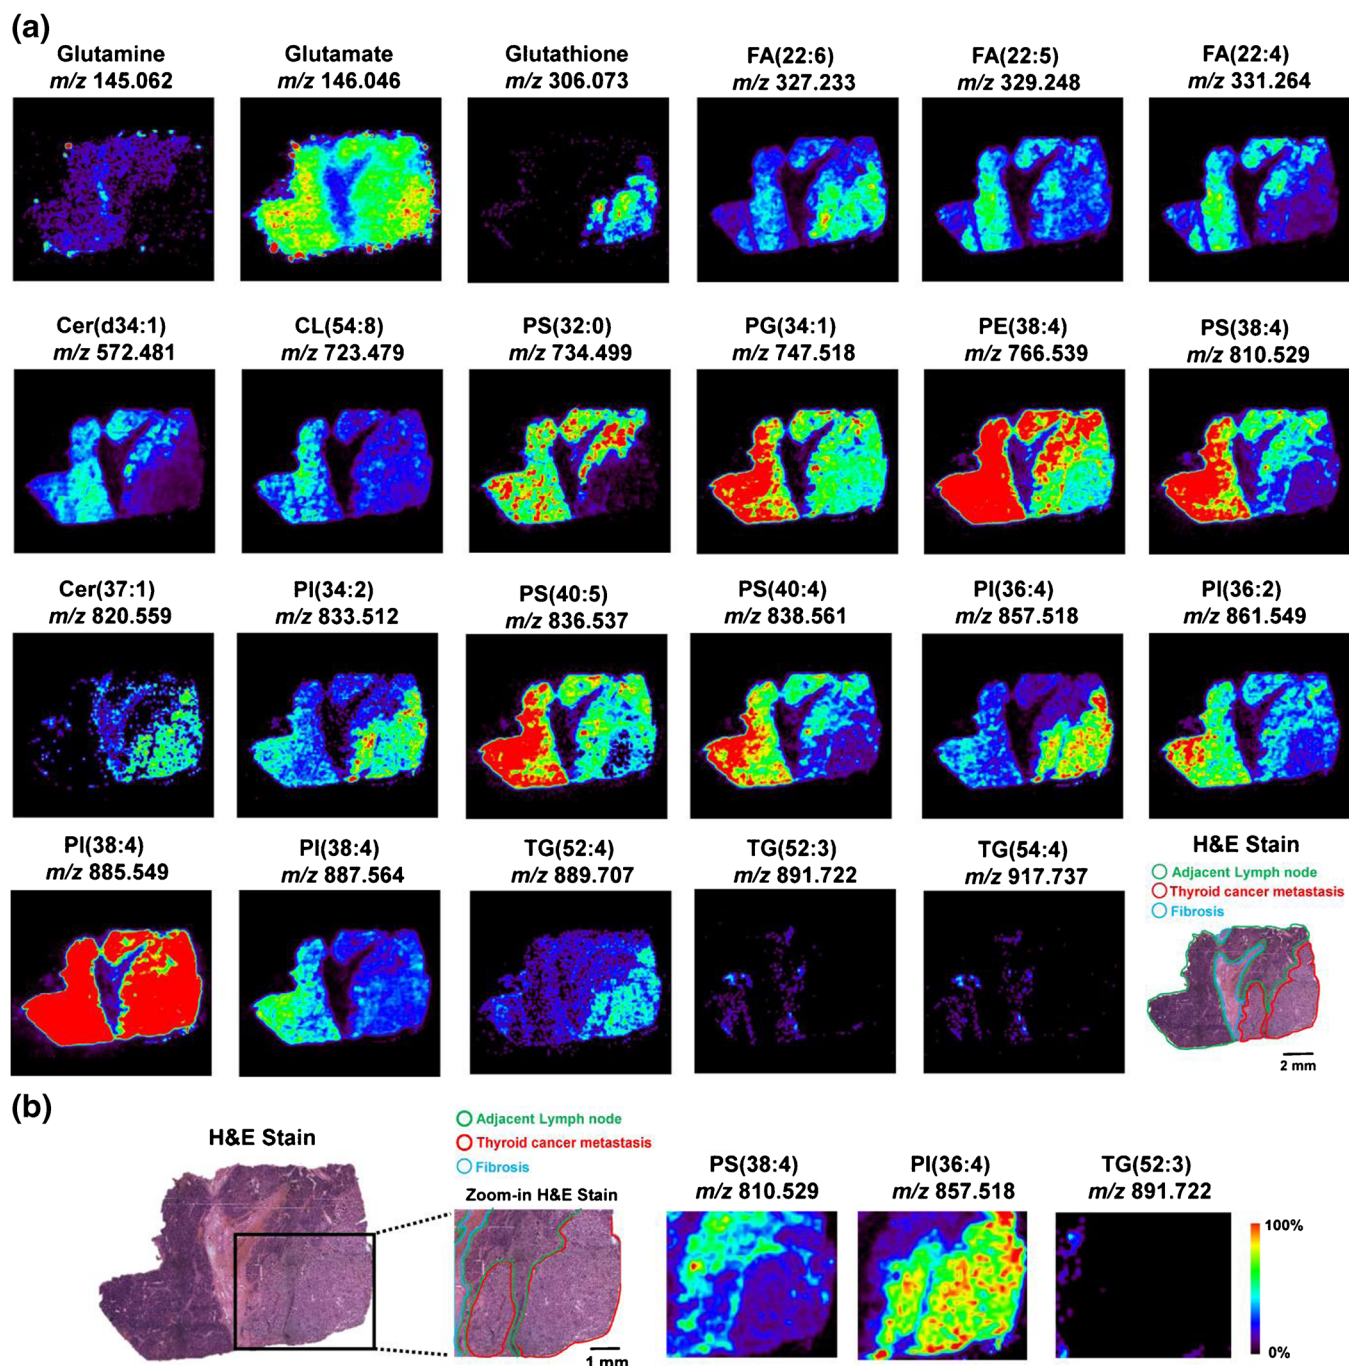 (a)
Glutamine
m/z 145.062
Glutamate
m/z 146.046
Glutathione
m/z 306.073
FA(22:6)
m/z 327.233
FA(22:5)
m/z 329.248
FA(22:4)
m/z 331.264
Cer(d34:1)
m/z 572.481
CL(54:8)
m/z 723.479
PS(32:0)
m/z 734.499
PG(34:1)
m/z 747.518
PE(38:4)
m/z 766.539
PS(38:4)
m/z 810.529
Cer(37:1)
m/z 820.559
PI(34:2)
m/z 833.512
PS(40:5)
m/z 836.537
PS(40:4)
m/z 838.561
PI(36:4)
m/z 857.518
PI(36:2)
m/z 861.549
PI(38:4)
m/z 885.549
PI(38:4)
m/z 887.564
TG(52:4)
m/z 889.707
TG(52:3)
m/z 891.722
TG(54:4)
m/z 917.737
H&E Stain
Adjacent Lymph node
Thyroid cancer metastasis
Fibrosis
2 mm
(b)
H&E Stain
Adjacent Lymph node
Thyroid cancer metastasis
Fibrosis
Zoom-in H&E Stain
1 mm
PS(38:4)
m/z 810.529
PI(36:4)
m/z 857.518
TG(52:3)
m/z 891.722
100%
0%